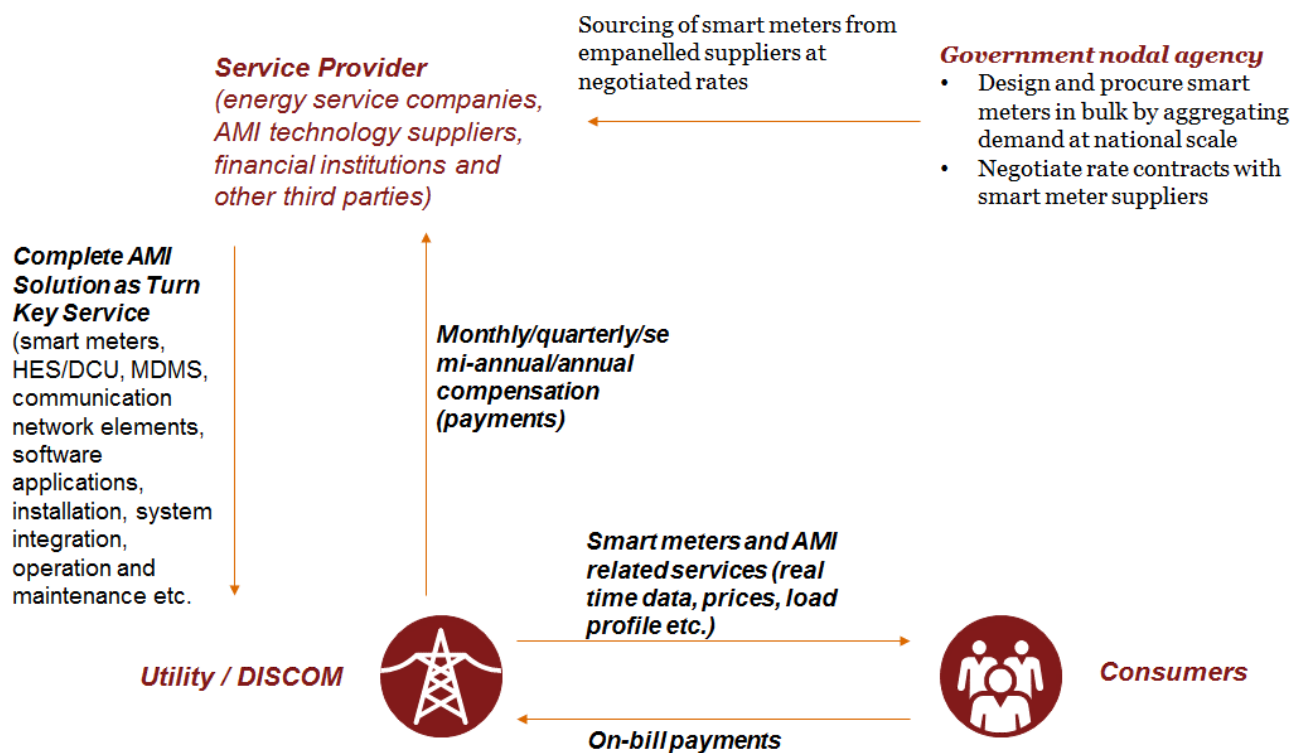 Service Provider
(energy service companies,
AMI technology suppliers,
financial institutions and
other third parties)
Sourcing of smart meters from
empanelled suppliers at
negotiated rates
Government nodal agency
• Design and procure smart
meters in bulk by aggregating
demand at national scale
• Negotiate rate contracts with
smart meter suppliers
Complete AMI
Solution as Turn
Key Service
(smart meters,
HES/DCU, MDMS,
communication
network elements,
software
applications,
installation, system
integration,
operation and
maintenance etc.
Monthly/quarterly/se
mi-annual/annual
compensation
(payments)
Smart meters and AMI
related services (real
time data, prices, load
profile etc.)
Utility / DISCOM
Consumers
On-bill payments